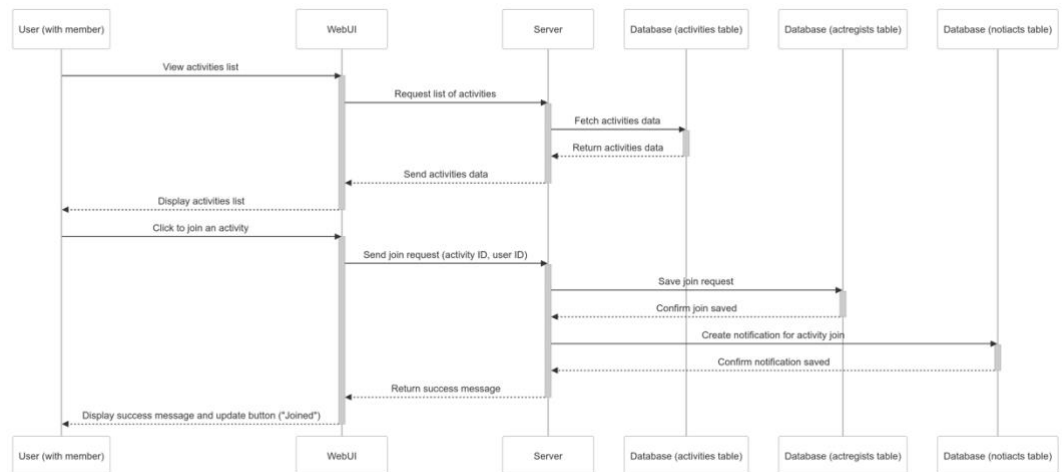 User (with member)
WebUI
Server
Database (activities table)
Database (actregists table)
Database (notiacts table)
View activities list
Request list of activities
Fetch activities data
Return activities data
Send activities data
Display activities list
Click to join an activity
Send join request (activity ID, user ID)
Save join request
Confirm join saved
Create notification for activity join
Confirm notification saved
Return success message
Display success message and update button ("Joined")
User (with member)
WebUI
Server
Database (activities table)
Database (actregists table)
Database (notiacts table)